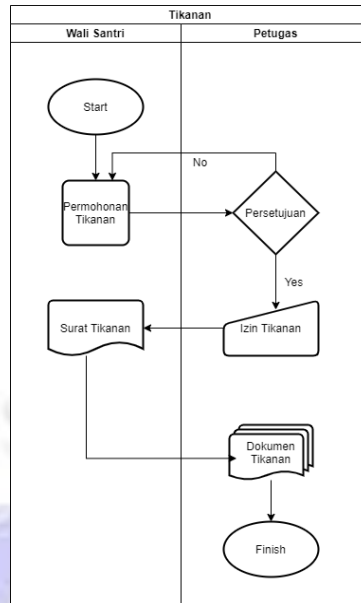 Tikanan
Wali Santri
Petugas
Start
No
Permohonan
Tikanan
Persetujuan
Yes
Surat Tikanan
Izin Tikanan
Dokumen
Tikanan
Finish